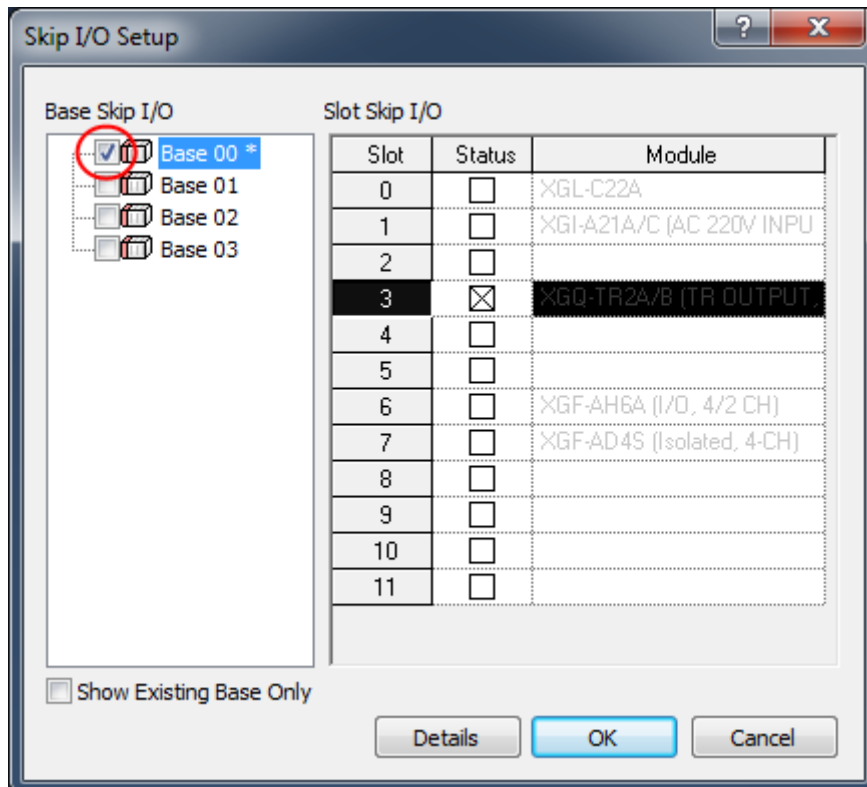 Skip I/O Setup
Base Skip I/O
Base 00 *
Base 01
Base 02
Base 03
Show Existing Base Only
Slot Skip I/O
Slot Status Module
0 XGL-C22A
1 XGI-A21A/C (AC 220V INPU
2
3 XGQ-TR2A/B (TR OUTPUT,
4
5
6 XGF-AH6A (I/O, 4/2 CH)
7 XGF-AD4S (Isolated, 4-CH)
8
9
10
11
Details OK Cancel